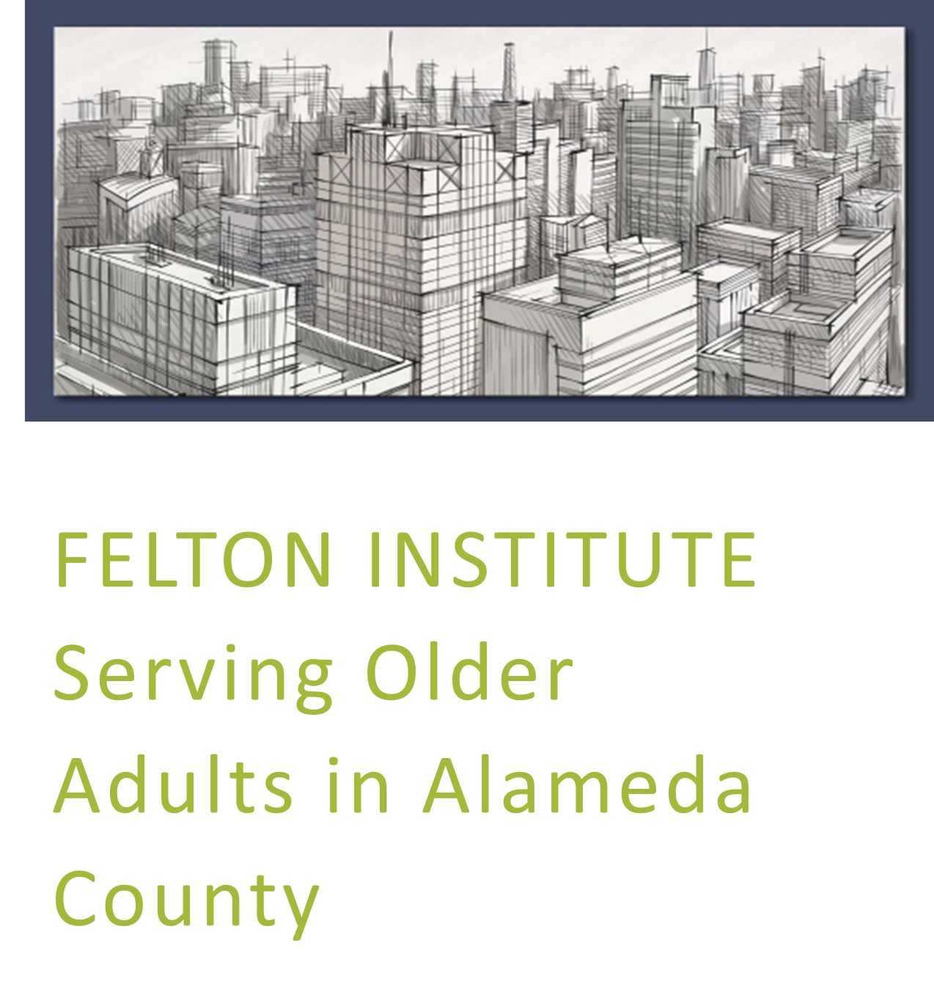 FELTON INSTITUTE
Serving Older
Adults in Alameda
County